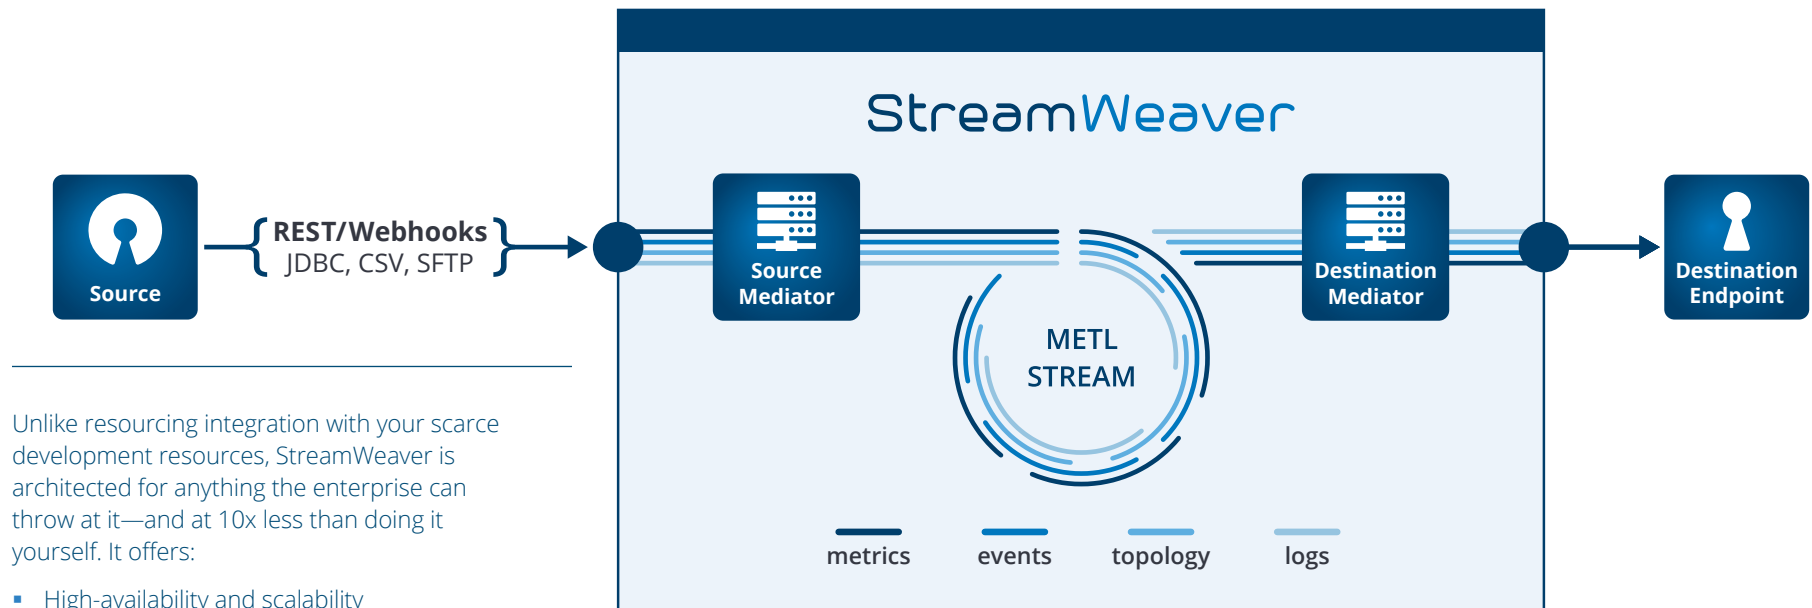 StreamWeaver
Source
REST/Webhooks
JDBC, CSV, SFTP
Source
Mediator
METL
STREAM
Destination
Mediator
Destination
Endpoint
metrics
events
topology
logs
Unlike resourcing integration with your scarce
development resources, StreamWeaver is
architected for anything the enterprise can
throw at it—and at 10x less than doing it
yourself. It offers:
▪ High-availability and scalability